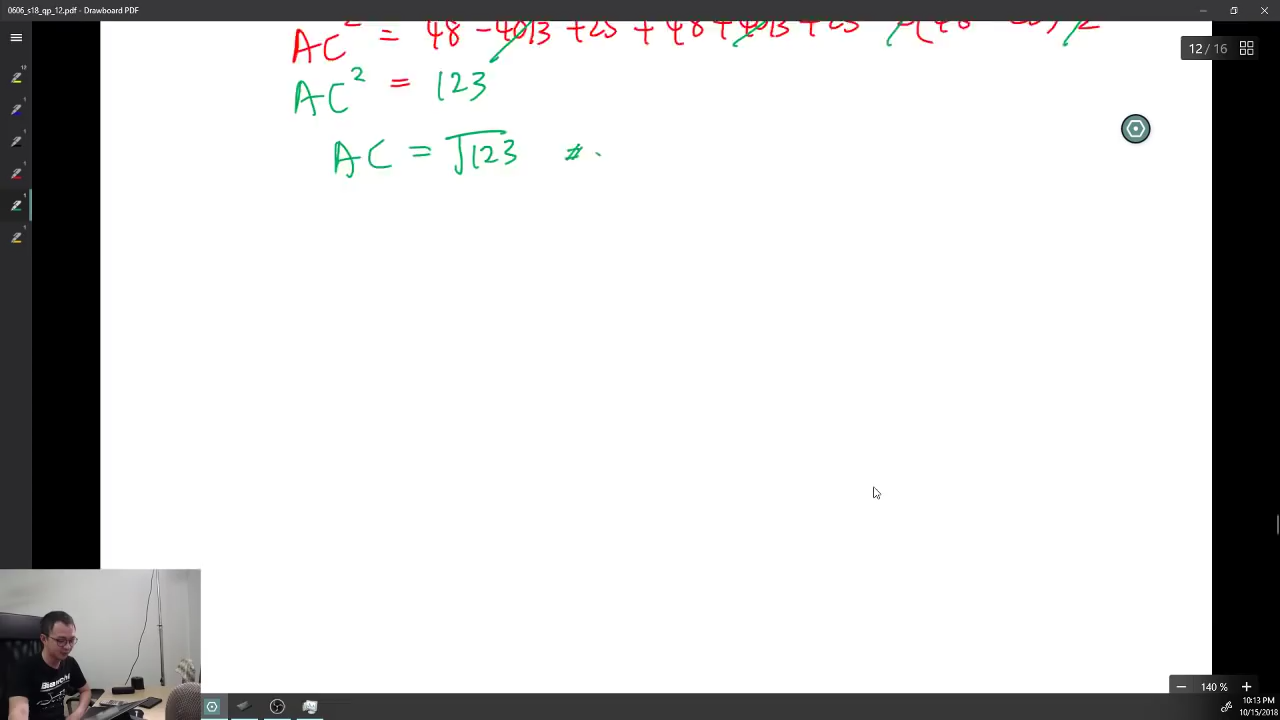 0606_s18_qp_12.pdf - Drawboard PDF
AC² = 48 - 40√3 + 25 + 48 + 40√3 + 25
12 / 16
AC² = 123
AC = √123 #
140 %
10:13 PM
10/15/2018